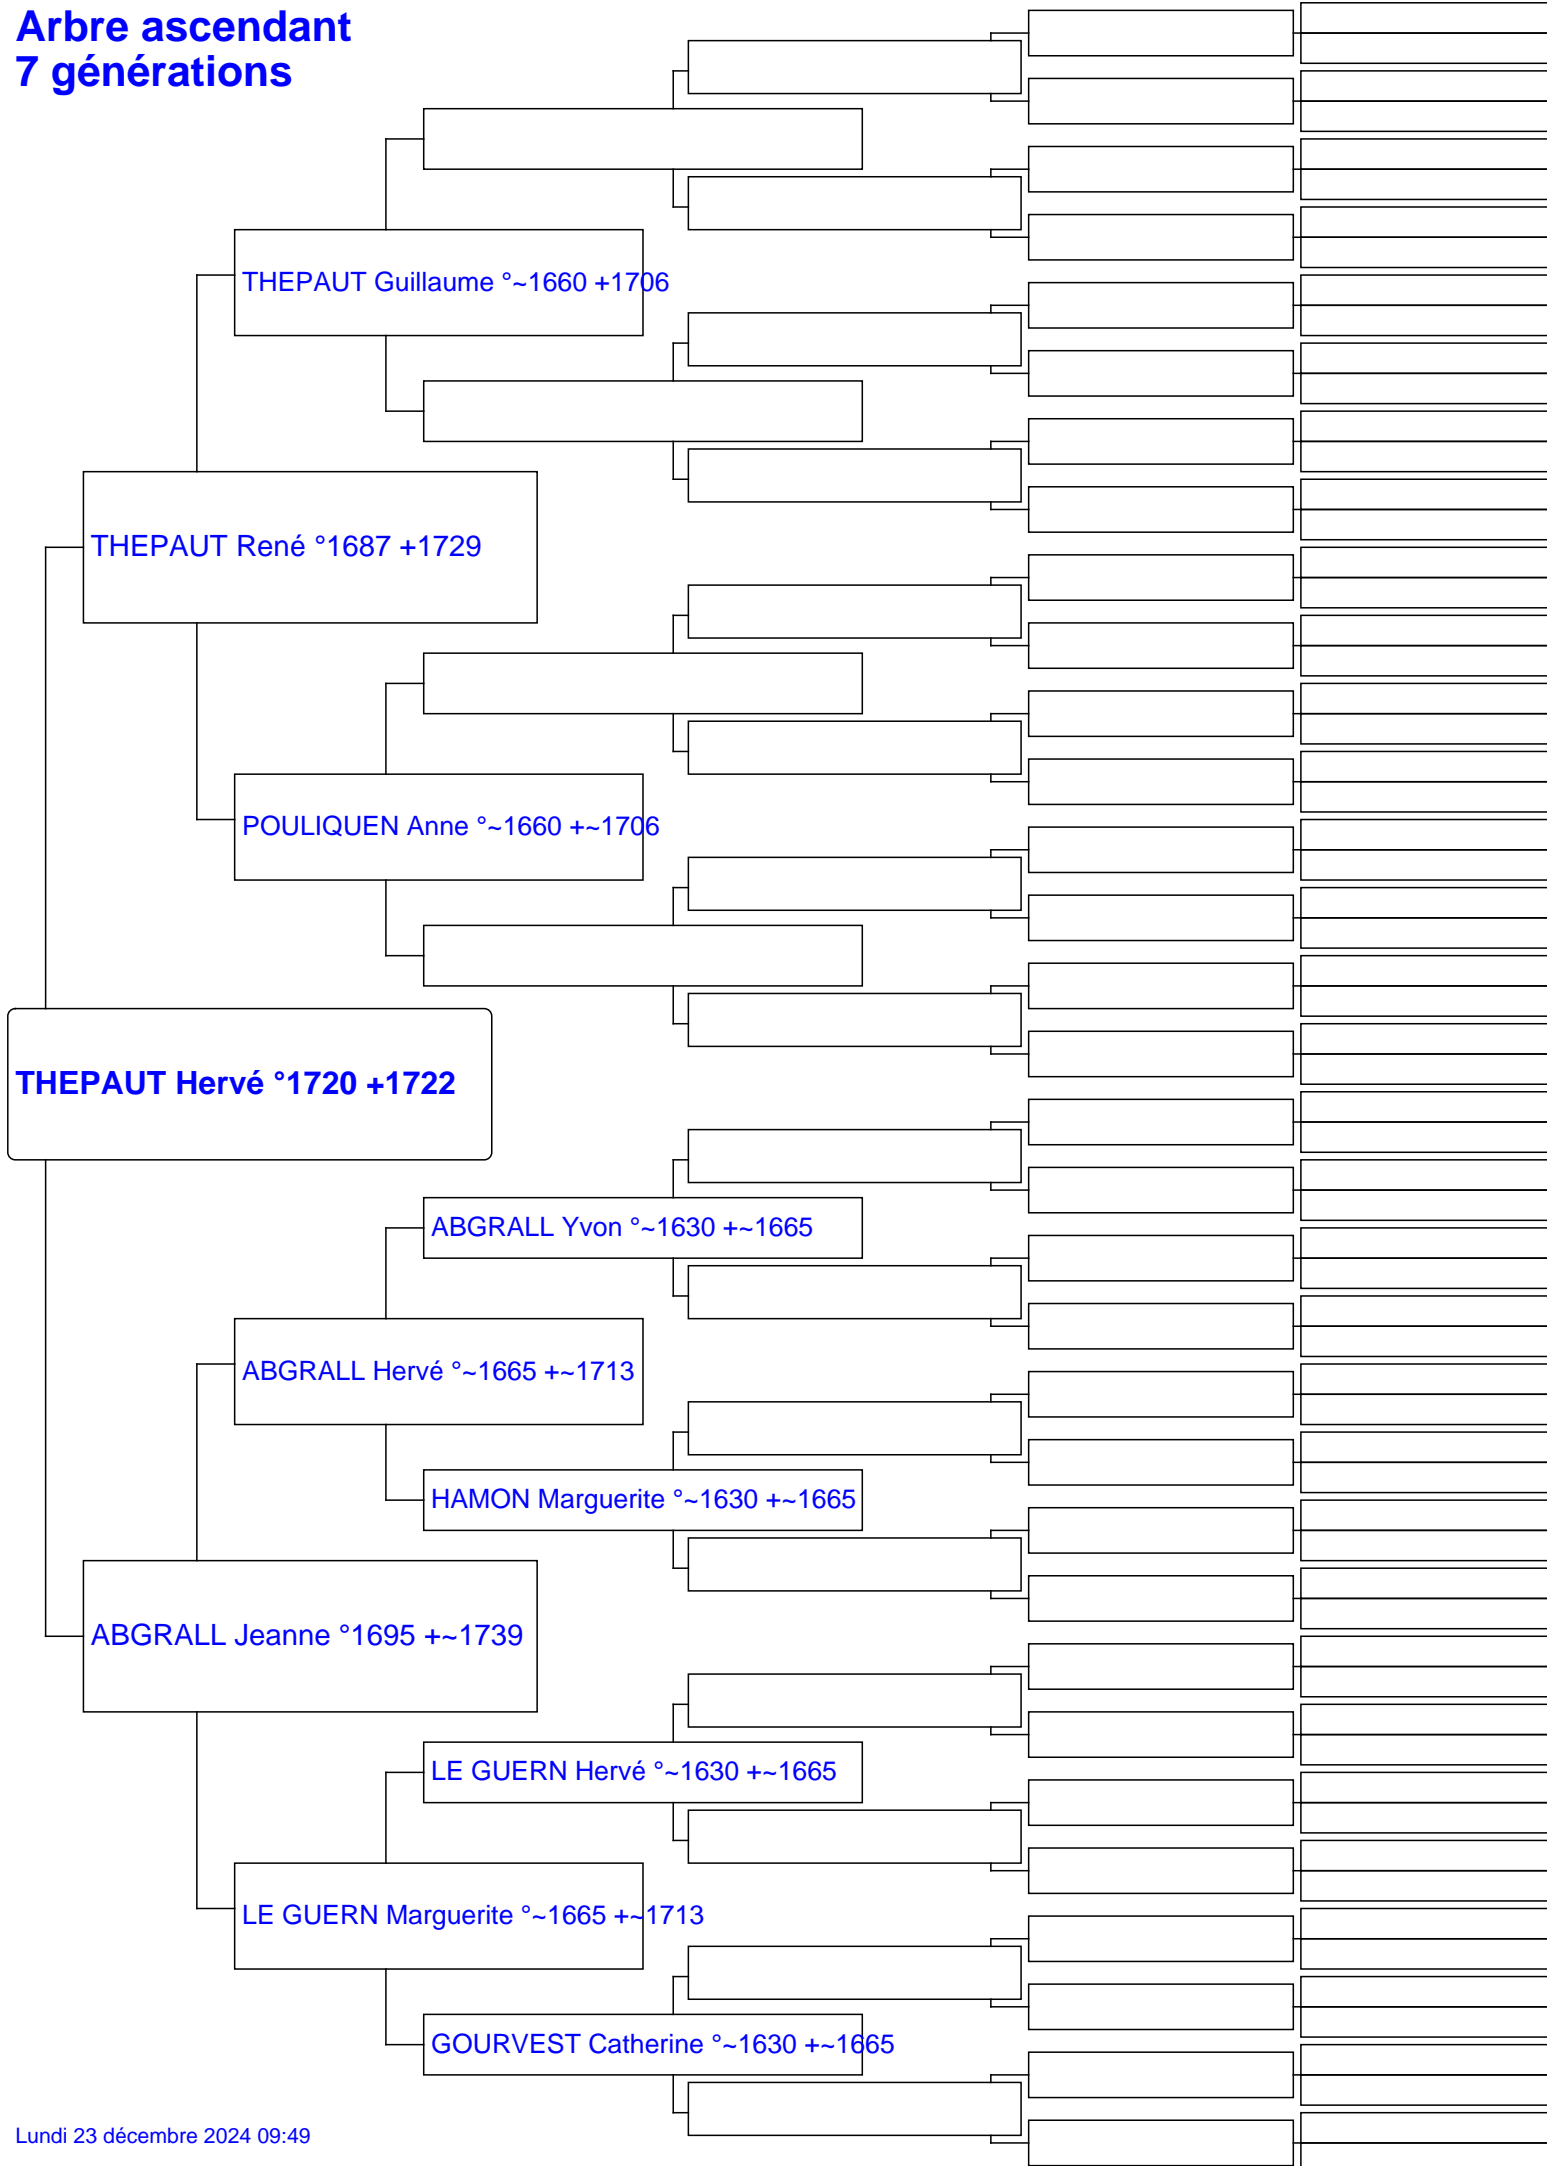 Arbre ascendant
7 générations
THEPAUT Guillaume °~1660 +1706
THEPAUT René °1687 +1729
POULIQUEN Anne °~1660 +~1706
THEPAUT Hervé °1720 +1722
ABGRALL Yvon °~1630 +~1665
ABGRALL Hervé °~1665 +~1713
HAMON Marguerite °~1630 +~1665
ABGRALL Jeanne °1695 +~1739
LE GUERN Hervé °~1630 +~1665
LE GUERN Marguerite °~1665 +~1713
GOURVEST Catherine °~1630 +~1665
Lundi 23 décembre 2024 09:49